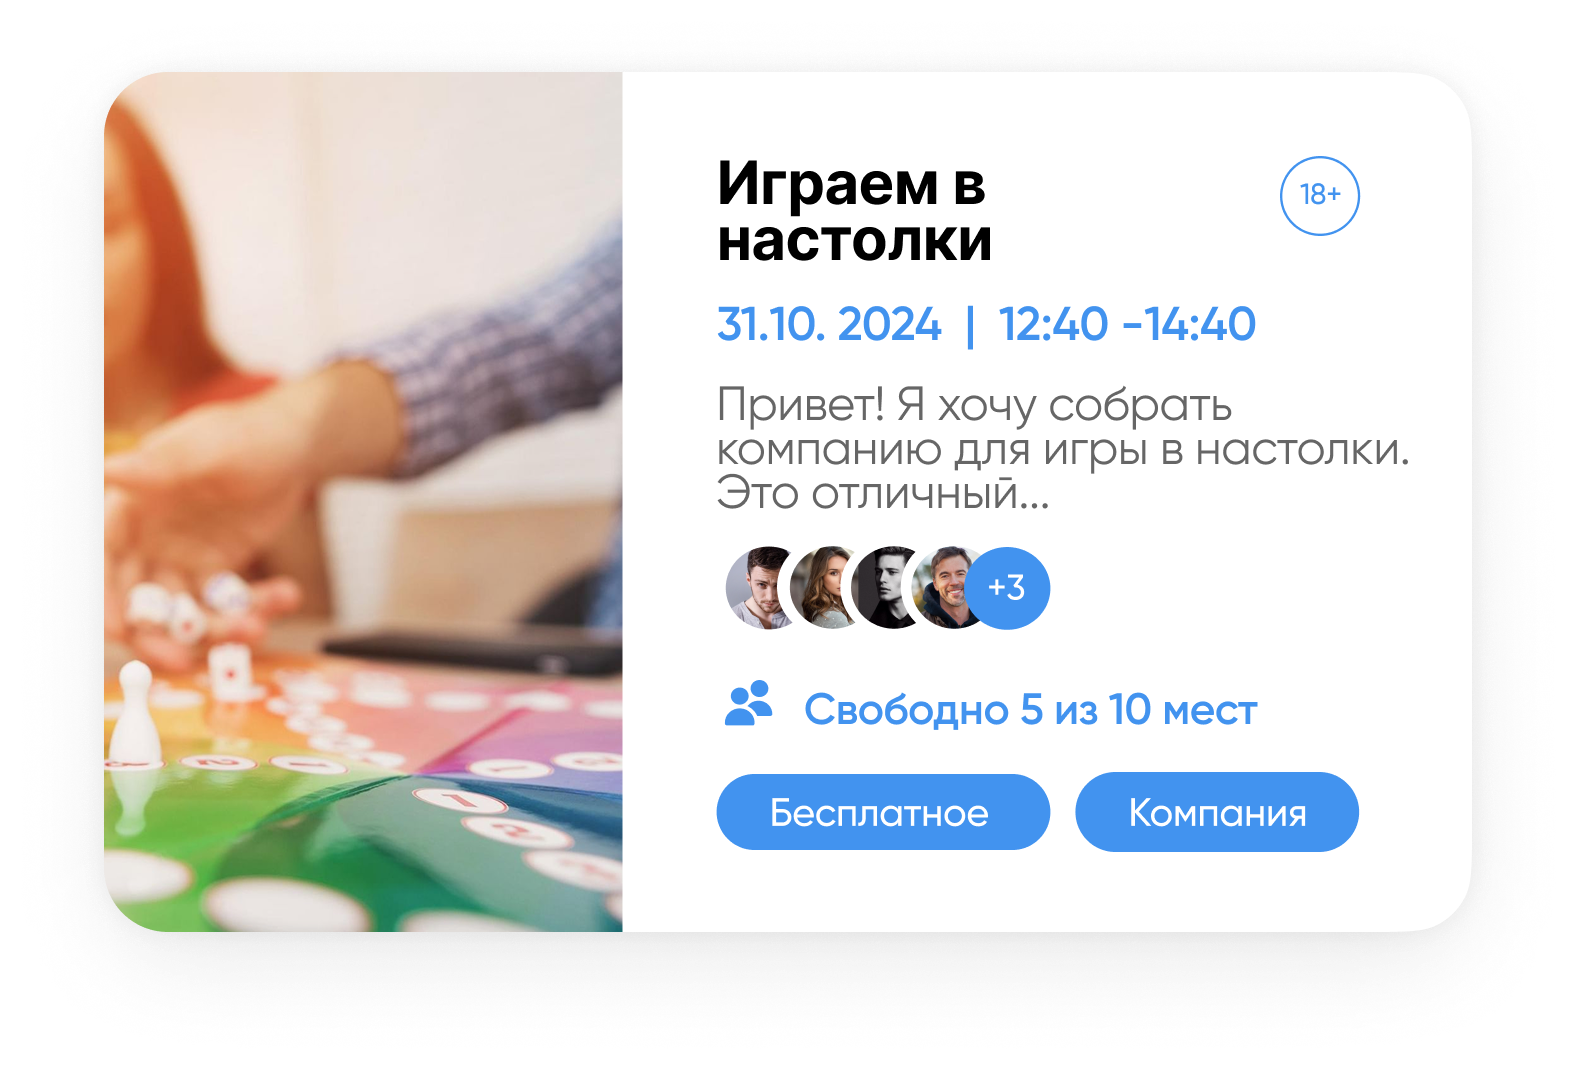 Играем в
настолки
18+
31.10. 2024 | 12:40 -14:40
Привет! Я хочу собрать
компанию для игры в настолки.
Это отличный...
+3
Свободно 5 из 10 мест
Бесплатное
Компания